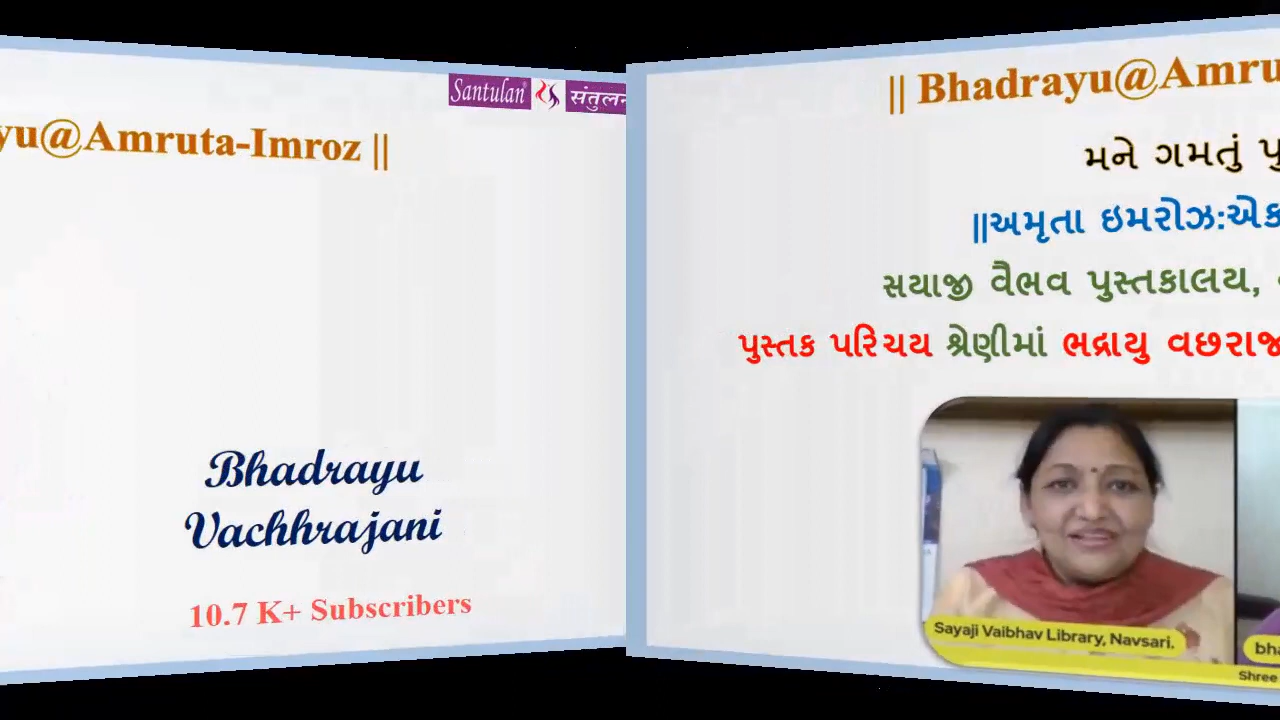 Santulan संतुलन
yu@Amruta-Imroz ||
Bhadrayu
Vachhrajani
10.7 K+ Subscribers
|| Bhadrayu@Amru
મને ગમતું પુ
||અમૃતા ઇમરોઝ:એક
સયાજી વૈભવ પુસ્તકાલય,
પુસ્તક પરિચય શ્રેણીમાં ભદ્રાયુ વછરાજ
Sayaji Vaibhav Library, Navsari.
bha
Shree